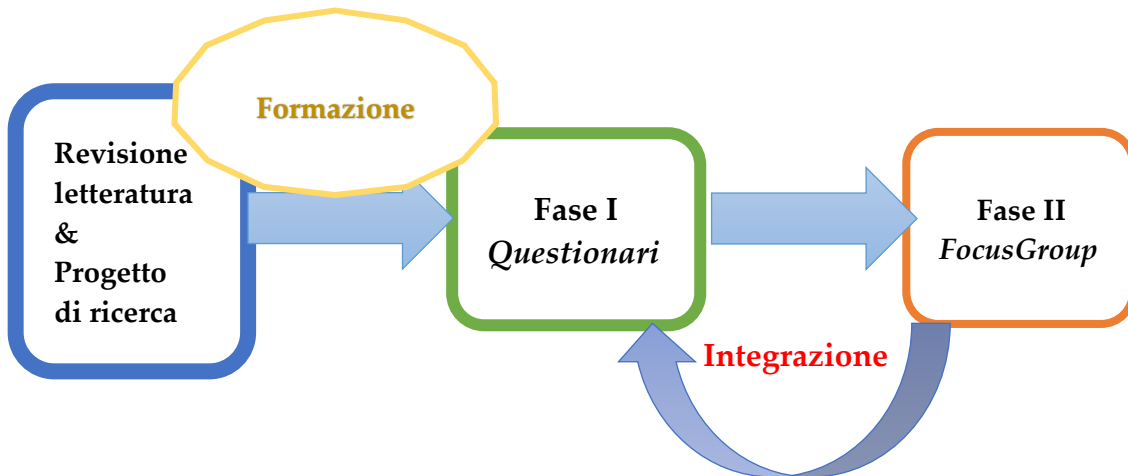 Formazione
Revisione
letteratura
&
Progetto
di ricerca
Fase I
Questionari
Fase II
FocusGroup
Integrazione